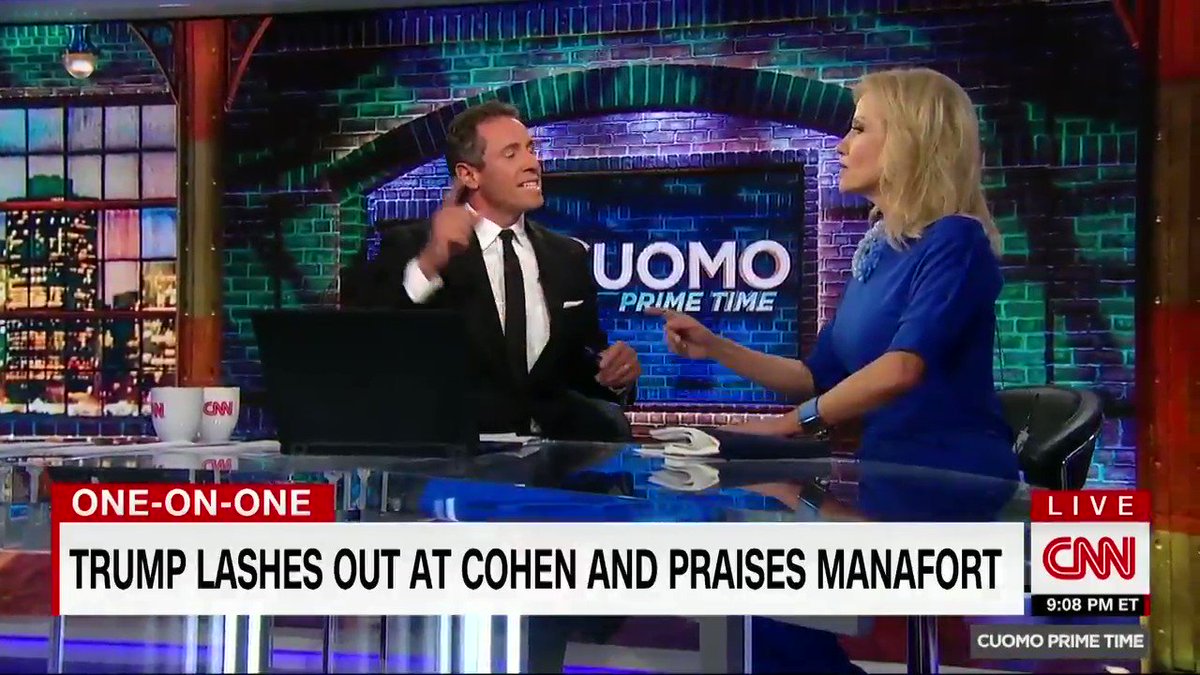 CUOMO
PRIME TIME
CNN
CNN
ONE-ON-ONE
TRUMP LASHES OUT AT COHEN AND PRAISES MANAFORT
LIVE
CNN
9:08 PM ET
CUOMO PRIME TIME